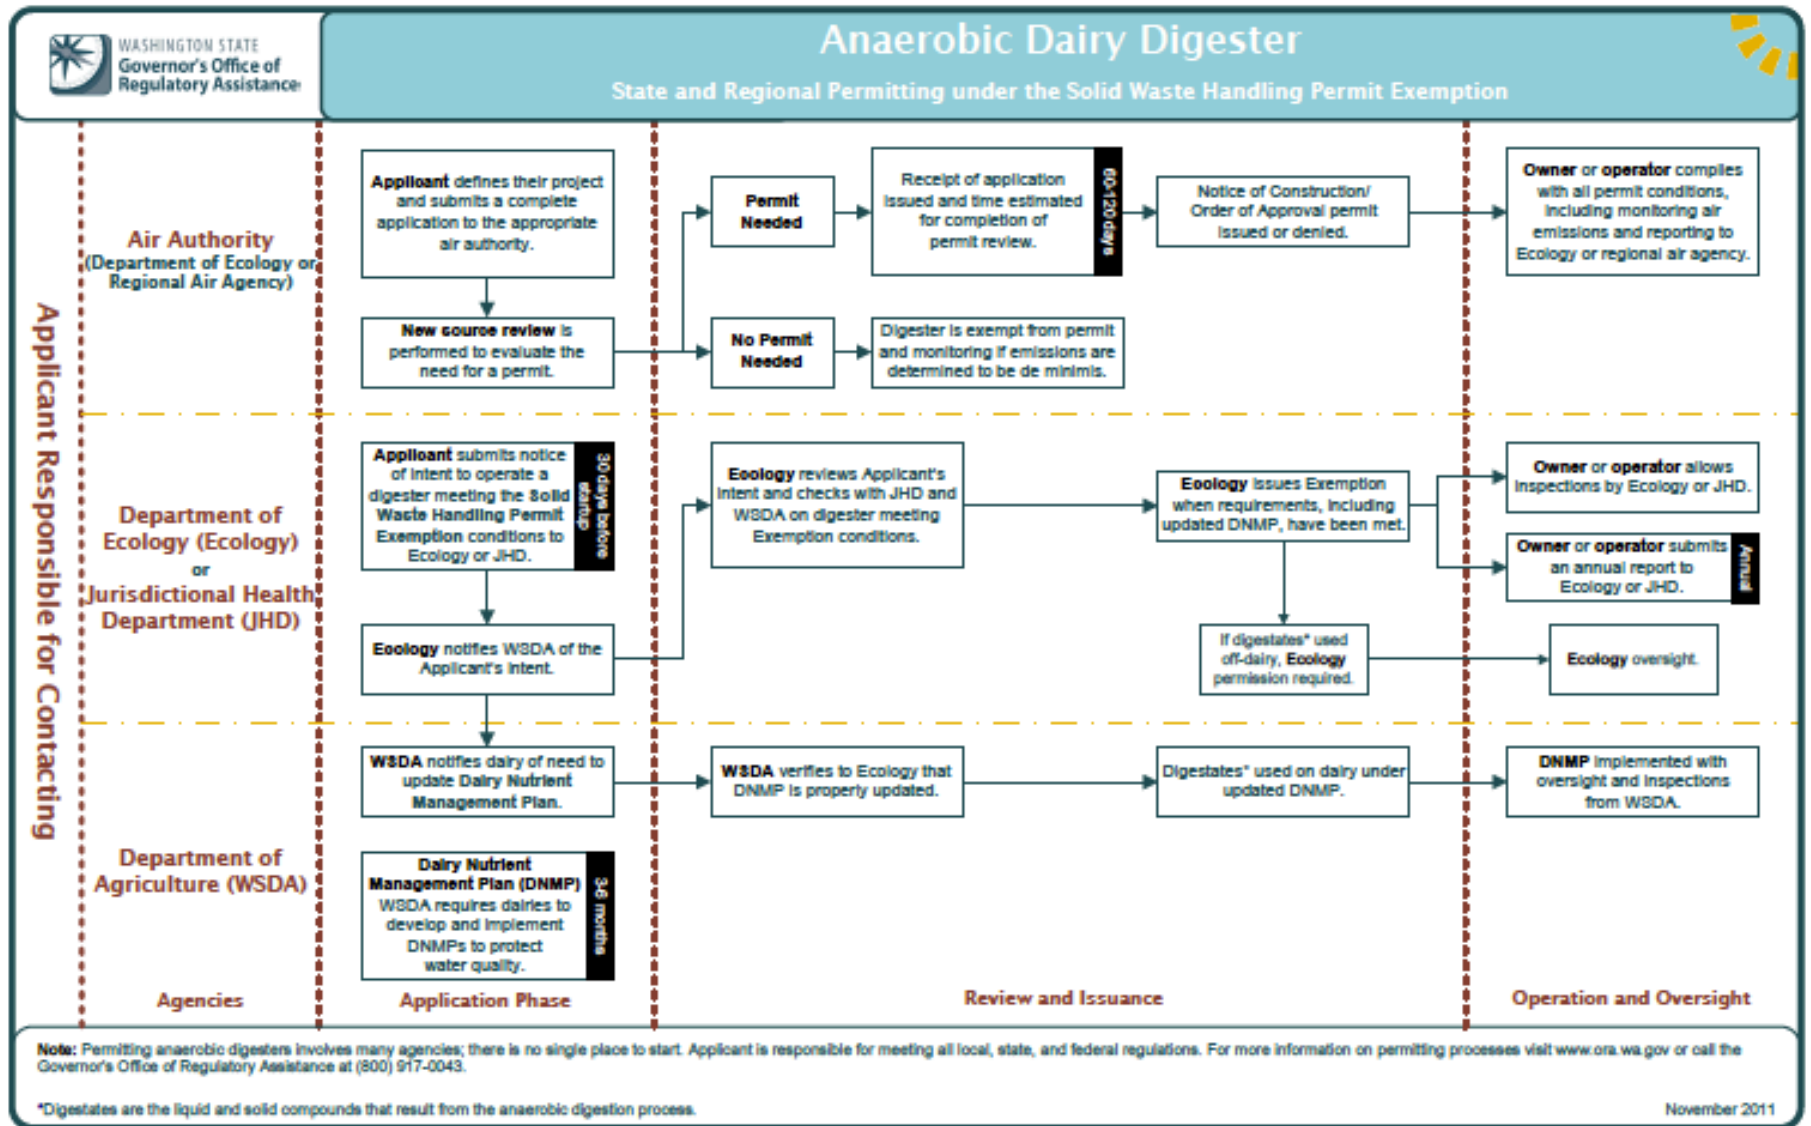 WASHINGTON STATE
Governor's Office of
Regulatory Assistance
Anaerobic Dairy Digester
State and Regional Permitting under the Solid Waste Handling Permit Exemption
Applicant Responsible for Contacting
Air Authority
(Department of Ecology or
Regional Air Agency)
Applicant defines their project
and submits a complete
application to the appropriate
air authority.
New source review is
performed to evaluate the
need for a permit.
Permit
Needed
Receipt of application
issued and time estimated
for completion of
permit review.
60-120 days
Notice of Construction/
Order of Approval permit
issued or denied.
Owner or operator complies
with all permit conditions,
including monitoring air
emissions and reporting to
Ecology or regional air agency.
No Permit
Needed
Digester is exempt from permit
and monitoring if emissions are
determined to be de minimis.
Department of
Ecology (Ecology)
or
Jurisdictional Health
Department (JHD)
Applicant submits notice
of intent to operate a
digester meeting the Solid
Waste Handling Permit
Exemption conditions to
Ecology or JHD.
30 days before
startup
Ecology notifies WSDA of the
Applicant's intent.
Ecology reviews Applicant's
intent and checks with JHD and
WSDA on digester meeting
Exemption conditions.
Ecology issues Exemption
when requirements, including
updated DNMP, have been met.
Owner or operator allows
inspections by Ecology or JHD.
Owner or operator submits
an annual report to
Ecology or JHD.
Annual
If digestates* used
off-dairy, Ecology
permission required.
Ecology oversight.
Department of
Agriculture (WSDA)
WSDA notifies dairy of need to
update Dairy Nutrient
Management Plan.
WSDA verifies to Ecology that
DNMP is properly updated.
Digestates* used on dairy under
updated DNMP.
DNMP implemented with
oversight and inspections
from WSDA.
Dairy Nutrient
Management Plan (DNMP)
WSDA requires dairies to
develop and implement
DNMPs to protect
water quality.
3-6 months
Agencies
Application Phase
Review and Issuance
Operation and Oversight
Note: Permitting anaerobic digesters involves many agencies; there is no single place to start. Applicant is responsible for meeting all local, state, and federal regulations. For more information on permitting processes visit www.ora.wa.gov or call the
Governor's Office of Regulatory Assistance at (800) 917-0043.
*Digestates are the liquid and solid compounds that result from the anaerobic digestion process.
November 2011